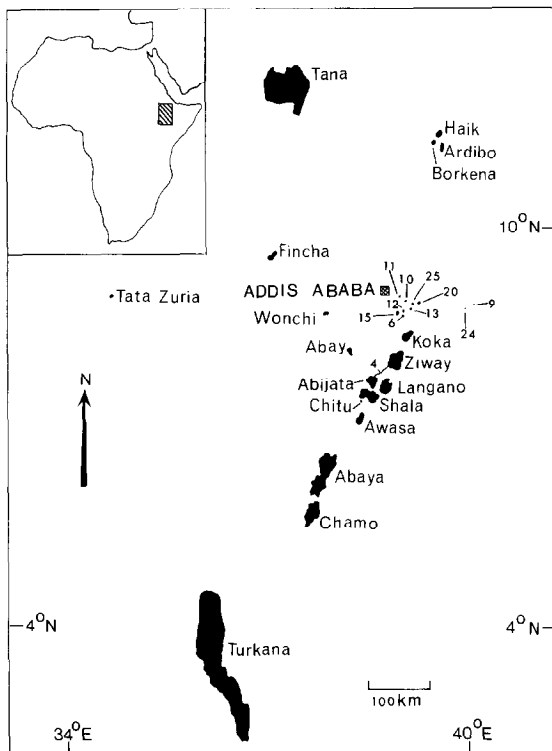 Tana
Haik
Ardibo
Borkena
10°N
Fincha
11
10
25
ADDIS ABABA
20
9
Tata Zuria
12
Wonchi
15
6
13
24
Koka
Abay
4
Ziway
N
Abijata
Langano
Chitu
Shala
Awasa
Abaya
Chamo
4°N
4°N
Turkana
100km
34°E
40°E